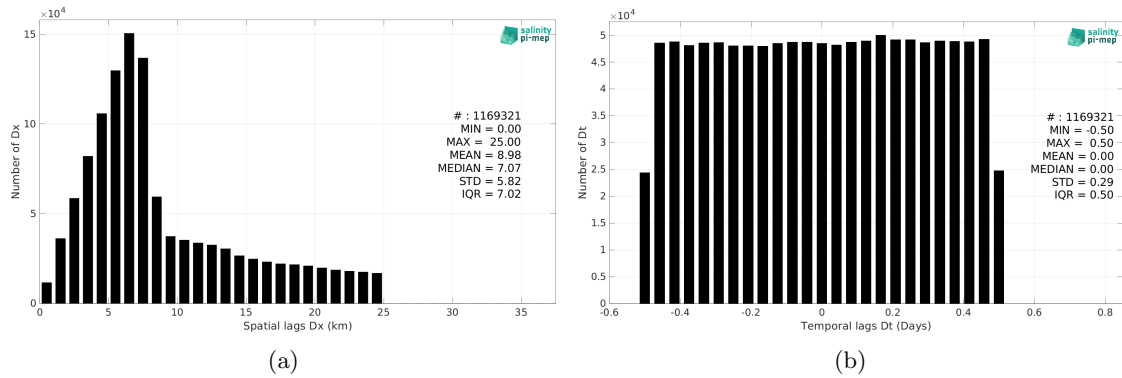 ×10⁴
15
10
5
0
0
5
10
15
20
25
30
35
Number of Dx
Spatial lags Dx (km)
salinity
pi-mep
# : 1169321
MIN = 0.00
MAX = 25.00
MEAN = 8.98
MEDIAN = 7.07
STD = 5.82
IQR = 7.02
(a)
×10⁴
5
4.5
4
3.5
3
2.5
2
1.5
1
0.5
0
-0.6
-0.4
-0.2
0
0.2
0.4
0.6
0.8
Number of Dt
Temporal lags Dt (Days)
salinity
pi-mep
# : 1169321
MIN = -0.50
MAX = 0.50
MEAN = 0.00
MEDIAN = 0.00
STD = 0.29
IQR = 0.50
(b)